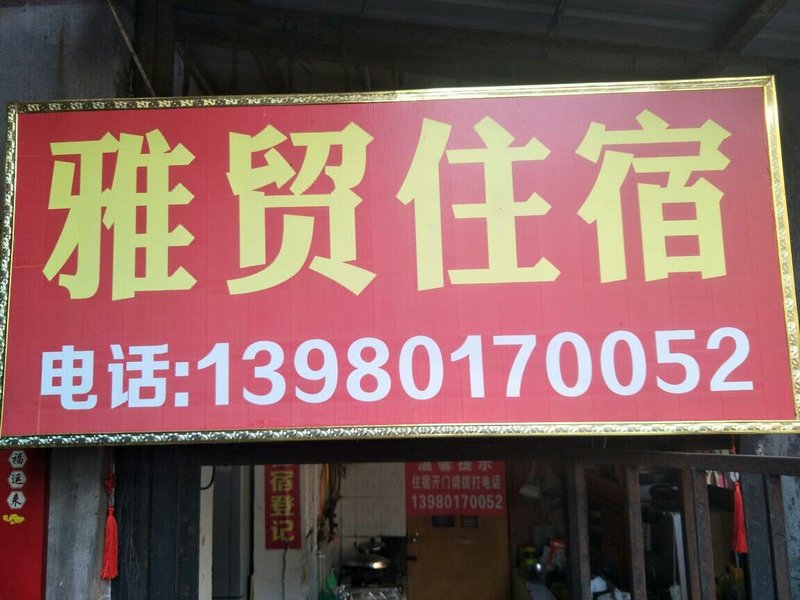 雅贸住宿
电话:13980170052
福运来
宿登记
温馨提示
住宿开门请拨打电话
13980170052